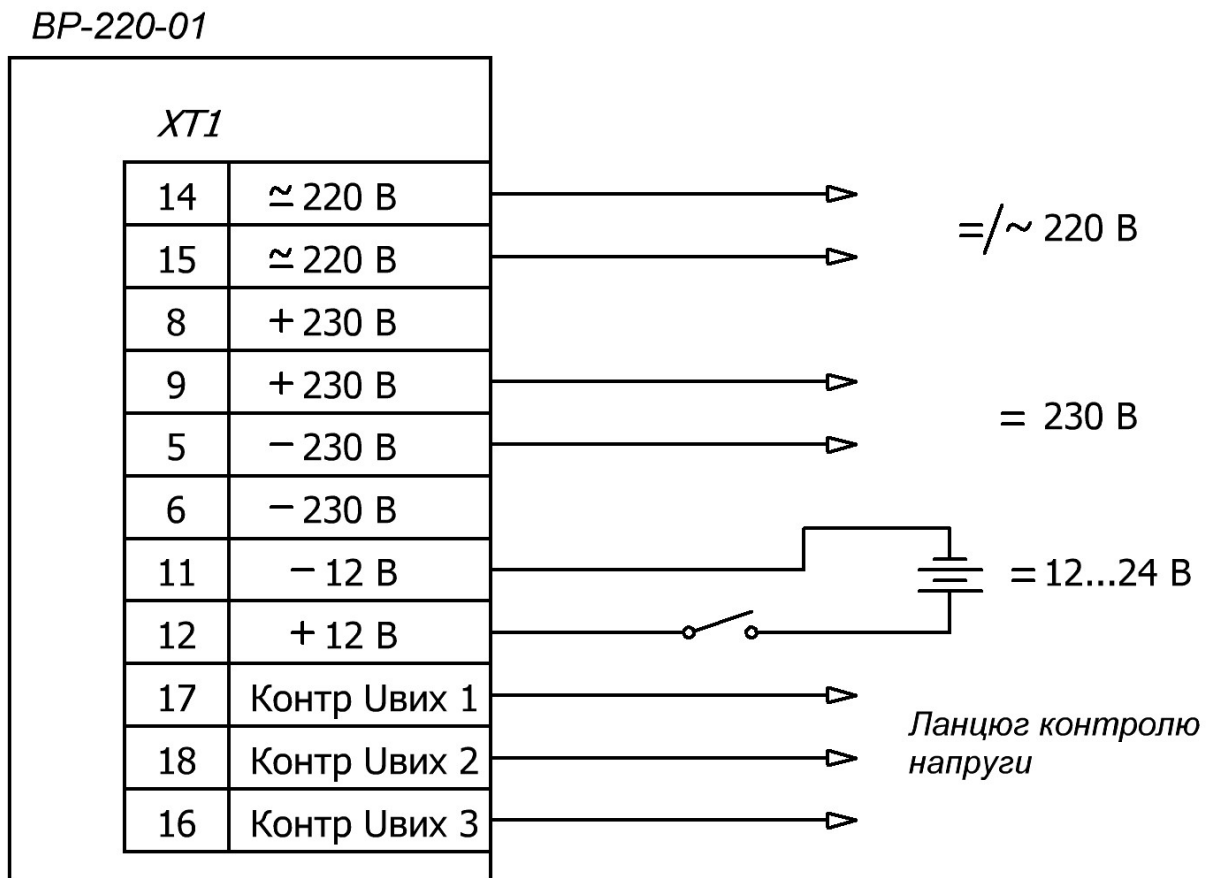 ВР-220-01
XT1
14 ≃ 220 В
15 ≃ 220 В
=/~ 220 В
8 + 230 В
9 + 230 В
5 − 230 В
= 230 В
6 − 230 В
11 − 12 В
= 12...24 В
12 + 12 В
17 Контр Uвих 1
18 Контр Uвих 2
16 Контр Uвих 3
Ланцюг контролю
напруги